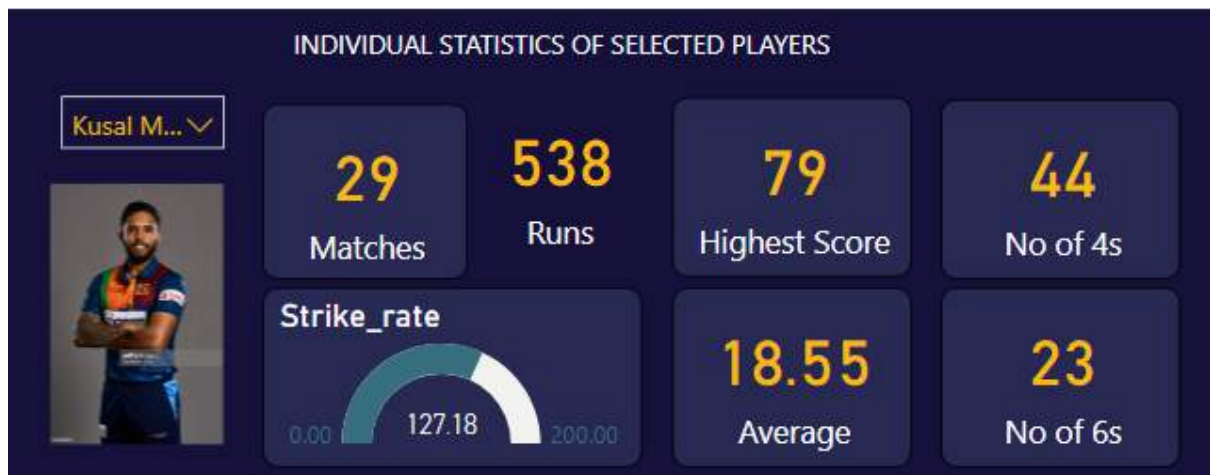 INDIVIDUAL STATISTICS OF SELECTED PLAYERS
Kusal M...
29
Matches
538
Runs
79
Highest Score
44
No of 4s
Strike_rate
0.00
127.18
200.00
18.55
Average
23
No of 6s